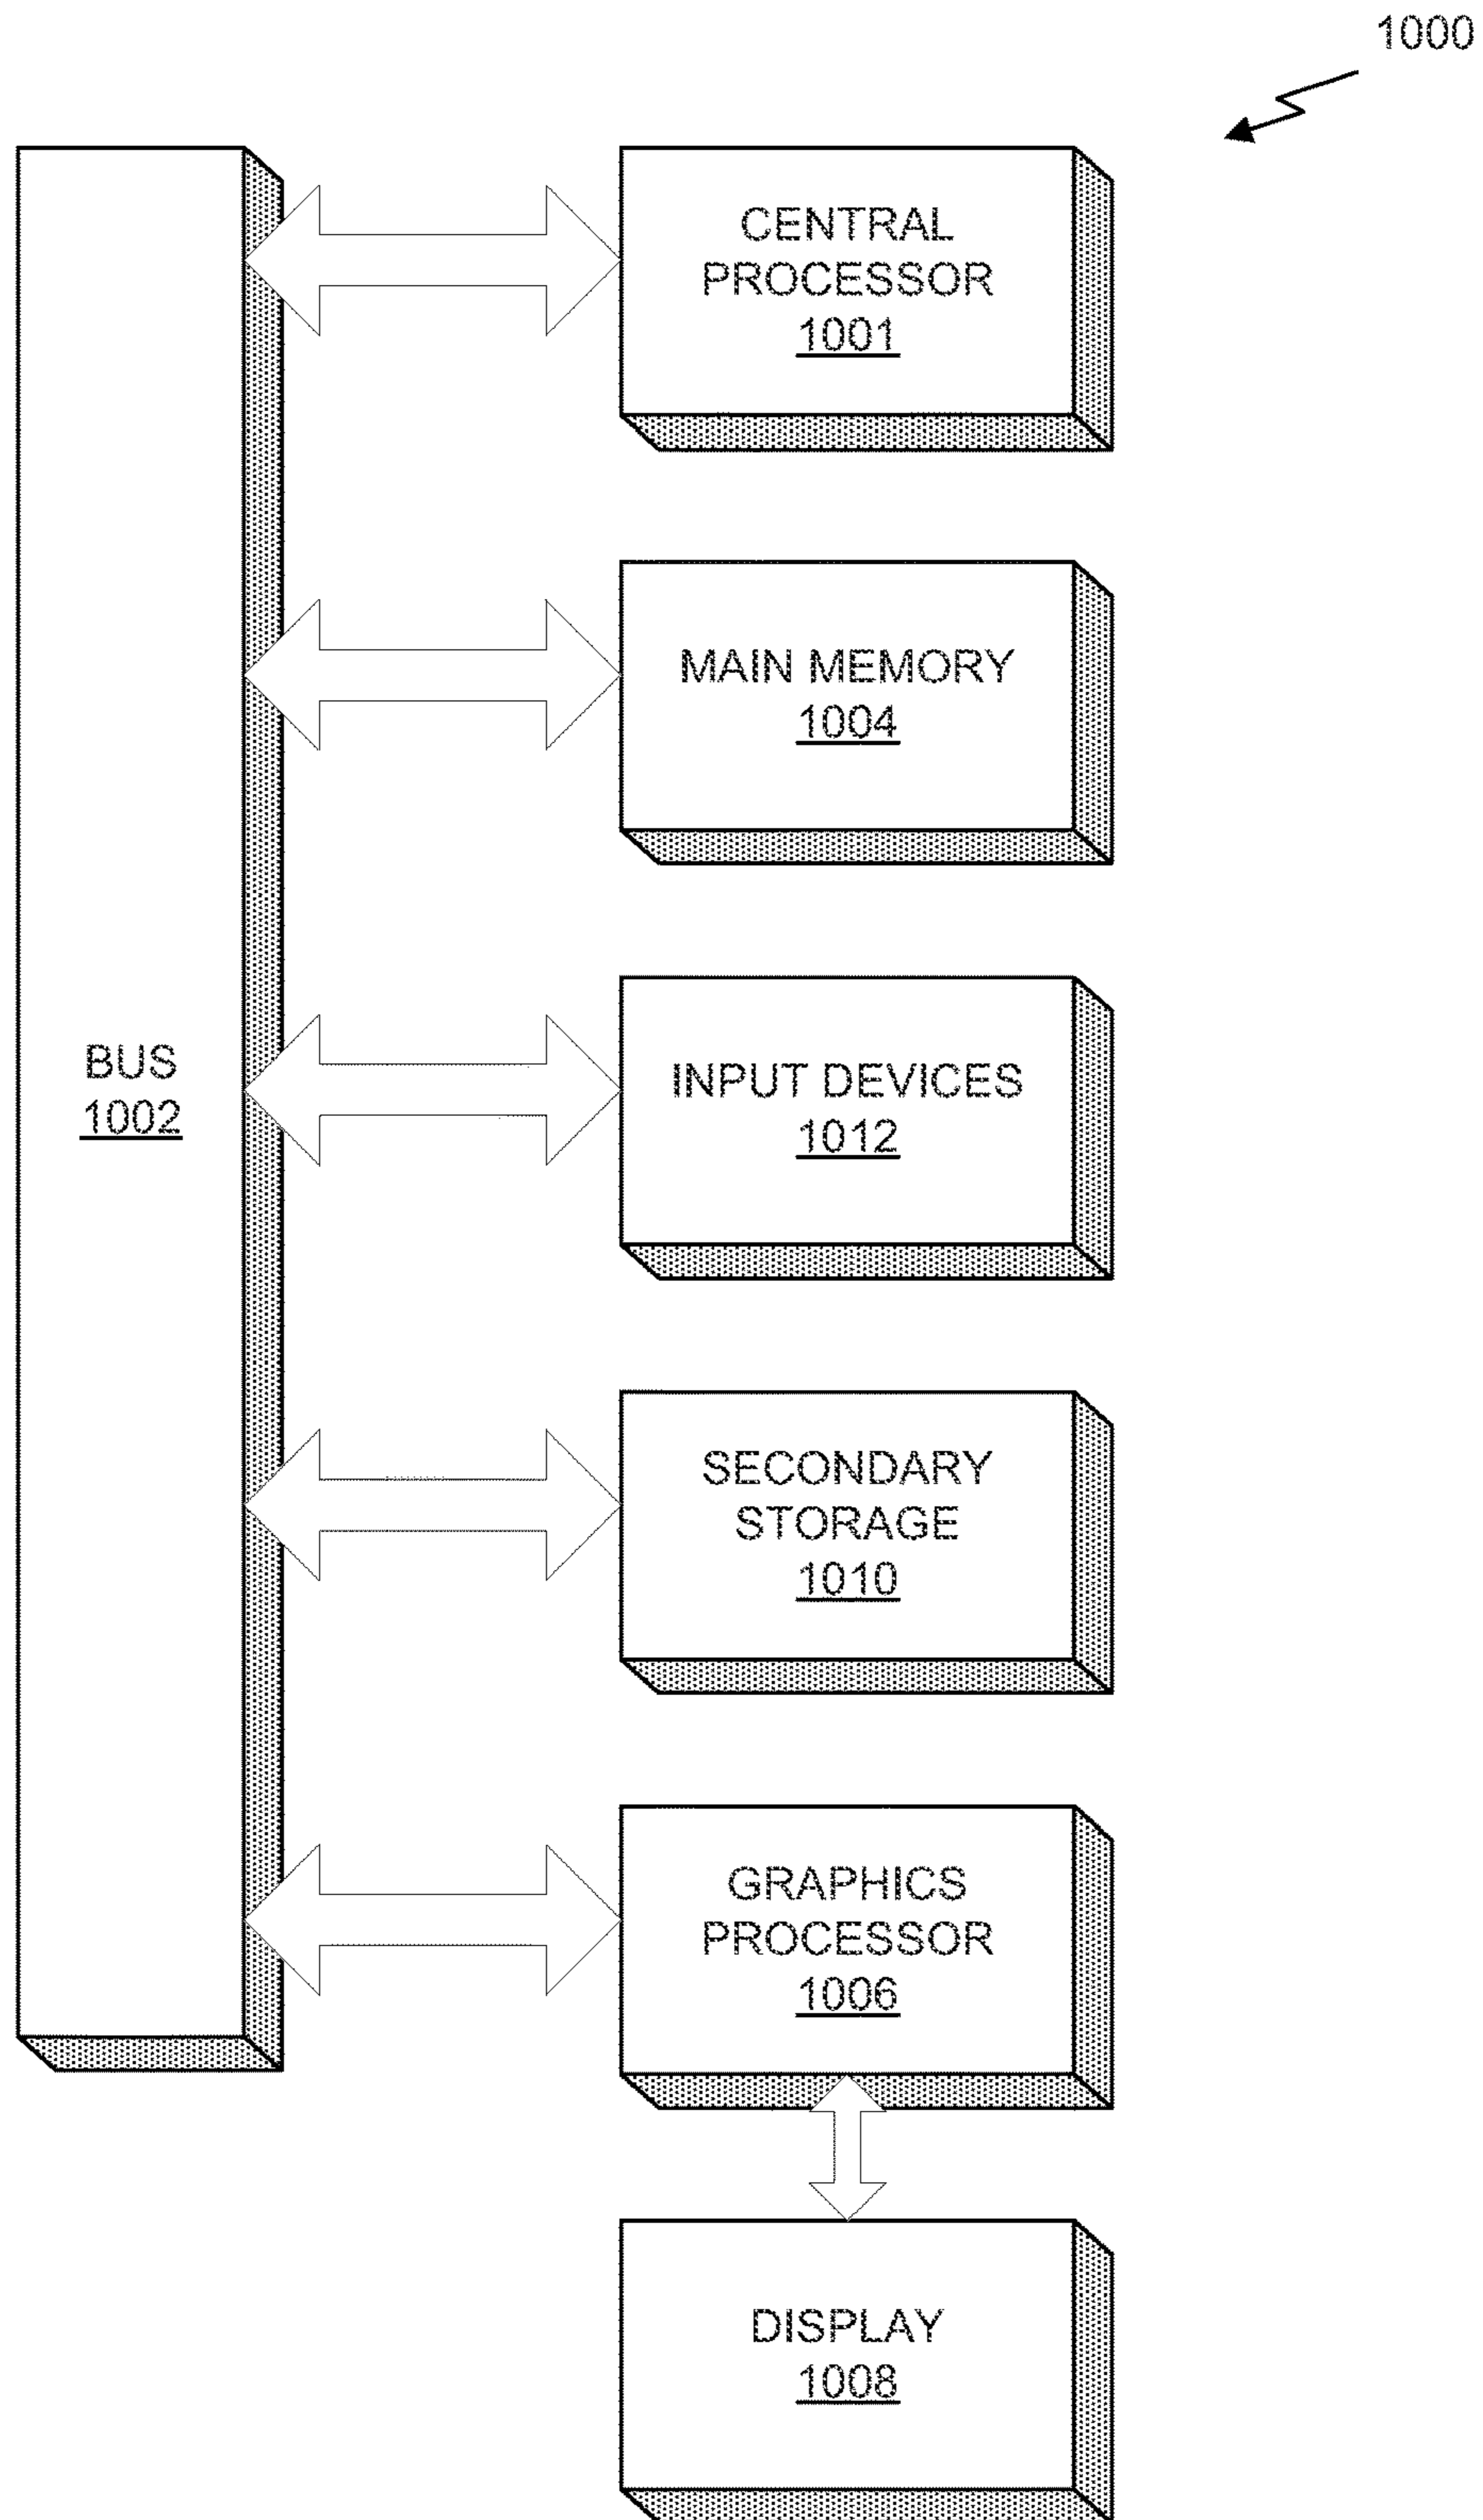 1000
CENTRAL
PROCESSOR
1001
MAIN MEMORY
1004
BUS
1002
INPUT DEVICES
1012
SECONDARY
STORAGE
1010
GRAPHICS
PROCESSOR
1006
DISPLAY
1008